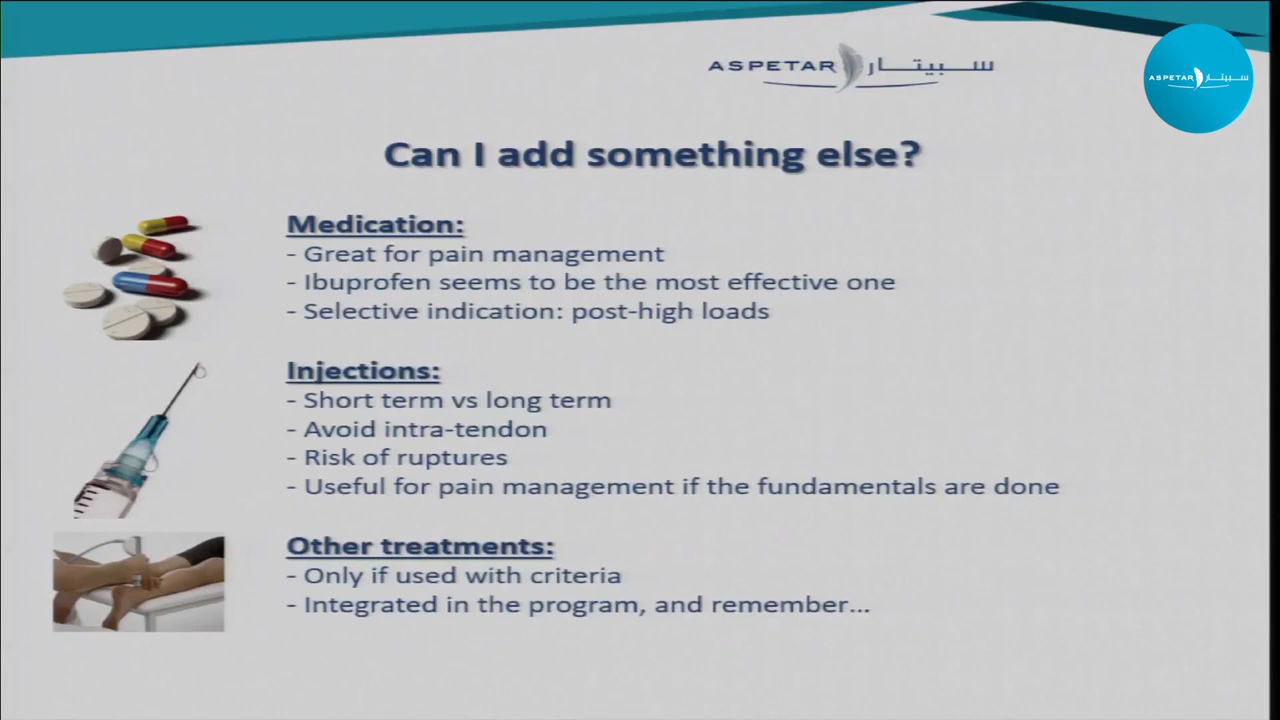 ASPETAR سبيتار
ASPETAR سبيتار
Can I add something else?
Medication:
- Great for pain management
- Ibuprofen seems to be the most effective one
- Selective indication: post-high loads
Injections:
- Short term vs long term
- Avoid intra-tendon
- Risk of ruptures
- Useful for pain management if the fundamentals are done
Other treatments:
- Only if used with criteria
- Integrated in the program, and remember...